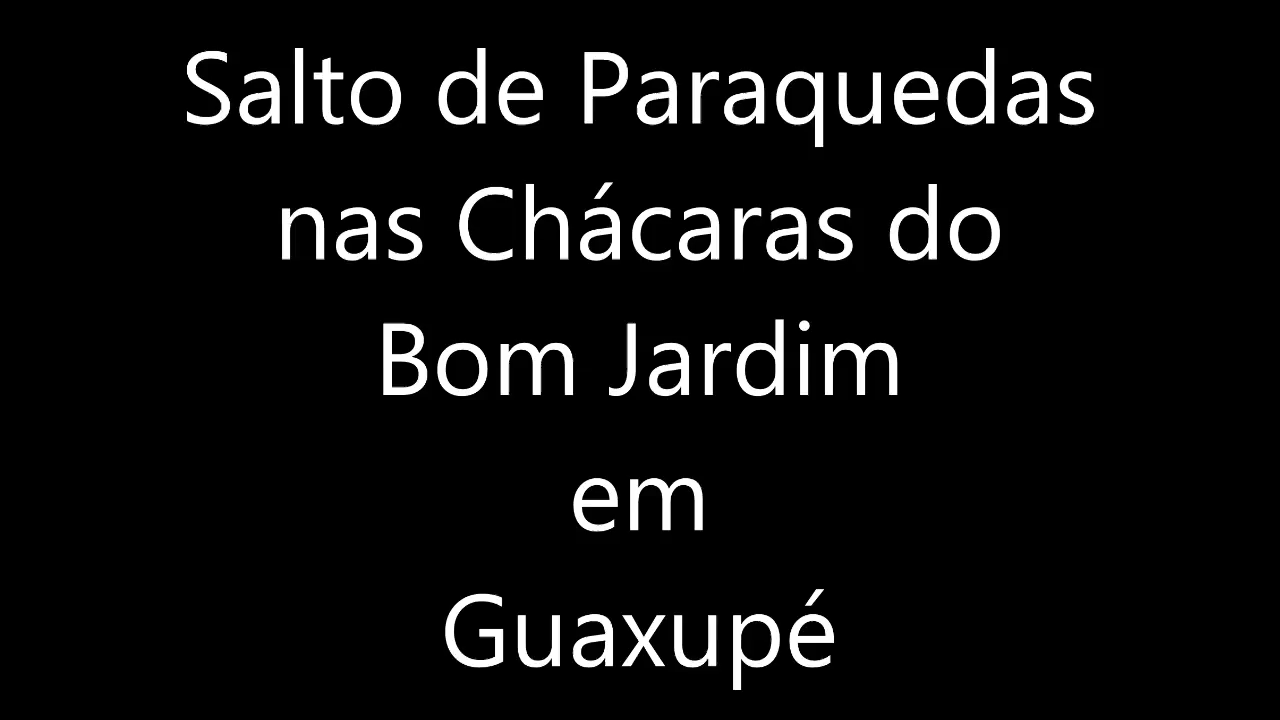 Salto de Paraquedas
nas Chácaras do
Bom Jardim
em
Guaxupé